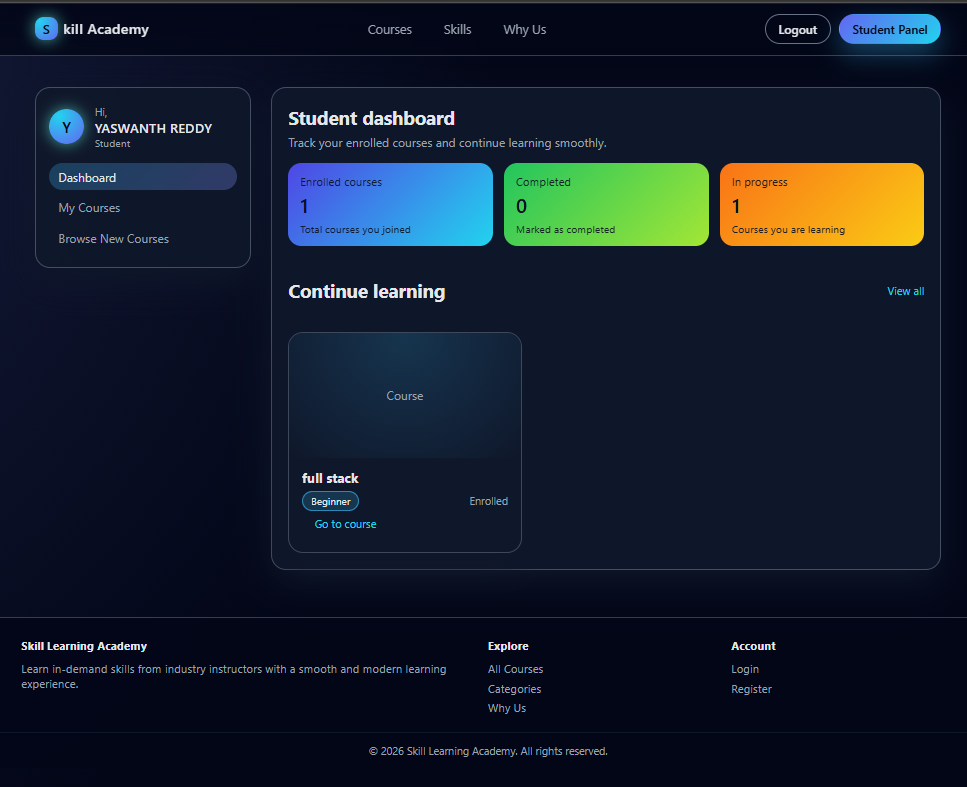 S kill Academy
Courses
Skills
Why Us
Logout
Student Panel
Y
Hi,
YASWANTH REDDY
Student
Dashboard
My Courses
Browse New Courses
Student dashboard
Track your enrolled courses and continue learning smoothly.
Enrolled courses
1
Total courses you joined
Completed
0
Marked as completed
In progress
1
Courses you are learning
Continue learning
View all
Course
full stack
Beginner
Enrolled
Go to course
Skill Learning Academy
Learn in-demand skills from industry instructors with a smooth and modern learning
experience.
Explore
All Courses
Categories
Why Us
Account
Login
Register
© 2026 Skill Learning Academy. All rights reserved.